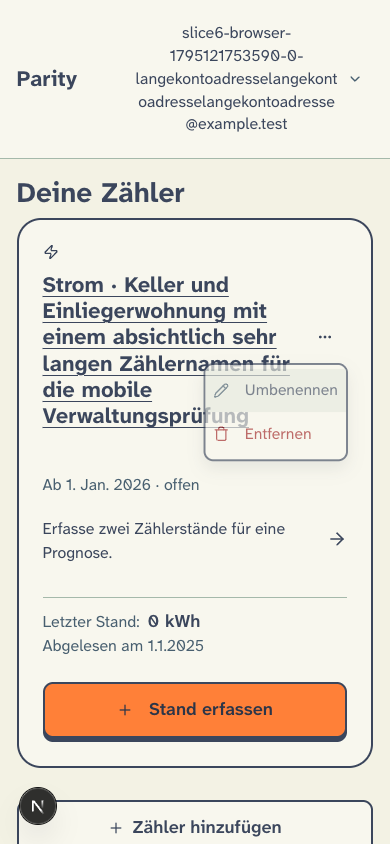 slice6-browser-
1795121753590-0-
langekontoadresselangekont
oadresselangekontoadresse
@example.test
Parity
Deine Zähler
Strom · Keller und
Einliegerwohnung mit
einem absichtlich sehr
langen Zählernamen für
die mobile
Verwaltungsprüfung
Umbenennen
Entfernen
Ab 1. Jan. 2026 · offen
Erfasse zwei Zählerstände für eine
Prognose.
Letzter Stand: 0 kWh
Abgelesen am 1.1.2025
Stand erfassen
N
Zähler hinzufügen